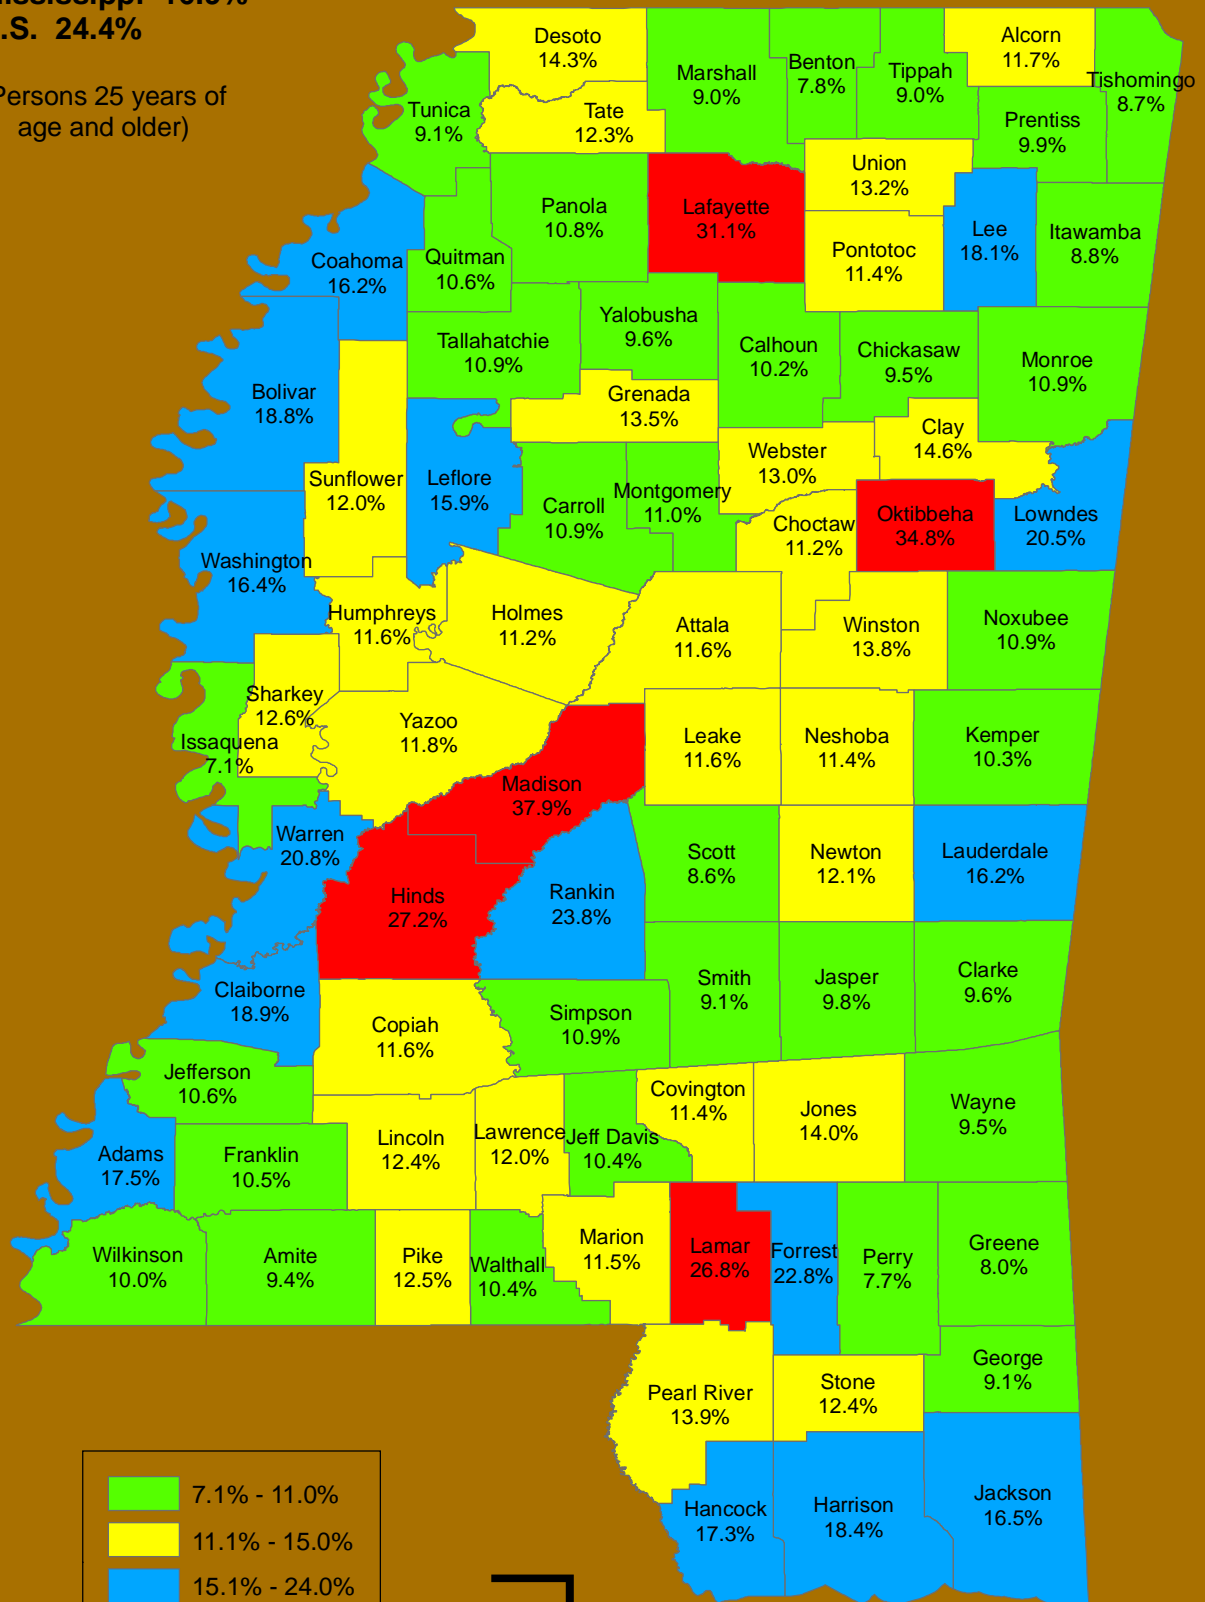 .S. 24.4%
Persons 25 years of
age and older)
Desoto
14.3%
Marshall
9.0%
Benton
7.8%
Tippah
9.0%
Alcorn
11.7%
Tishomingo
8.7%
Tunica
9.1%
Tate
12.3%
Prentiss
9.9%
Union
13.2%
Panola
10.8%
Lafayette
31.1%
Lee
18.1%
Itawamba
8.8%
Coahoma
16.2%
Quitman
10.6%
Pontotoc
11.4%
Tallahatchie
10.9%
Yalobusha
9.6%
Calhoun
10.2%
Chickasaw
9.5%
Monroe
10.9%
Bolivar
18.8%
Grenada
13.5%
Clay
14.6%
Sunflower
12.0%
Leflore
15.9%
Carroll
10.9%
Montgomery
11.0%
Webster
13.0%
Choctaw
11.2%
Oktibbeha
34.8%
Lowndes
20.5%
Washington
16.4%
Humphreys
11.6%
Holmes
11.2%
Attala
11.6%
Winston
13.8%
Noxubee
10.9%
Sharkey
12.6%
Issaquena
7.1%
Yazoo
11.8%
Leake
11.6%
Neshoba
11.4%
Kemper
10.3%
Madison
37.9%
Warren
20.8%
Hinds
27.2%
Rankin
23.8%
Scott
8.6%
Newton
12.1%
Lauderdale
16.2%
Claiborne
18.9%
Copiah
11.6%
Simpson
10.9%
Smith
9.1%
Jasper
9.8%
Clarke
9.6%
Jefferson
10.6%
Adams
17.5%
Franklin
10.5%
Lincoln
12.4%
Lawrence
12.0%
Jeff Davis
10.4%
Covington
11.4%
Jones
14.0%
Wayne
9.5%
Wilkinson
10.0%
Amite
9.4%
Pike
12.5%
Walthall
10.4%
Marion
11.5%
Lamar
26.8%
Forrest
22.8%
Perry
7.7%
Greene
8.0%
George
9.1%
Pearl River
13.9%
Stone
12.4%
Hancock
17.3%
Harrison
18.4%
Jackson
16.5%
7.1% - 11.0%
11.1% - 15.0%
15.1% - 24.0%